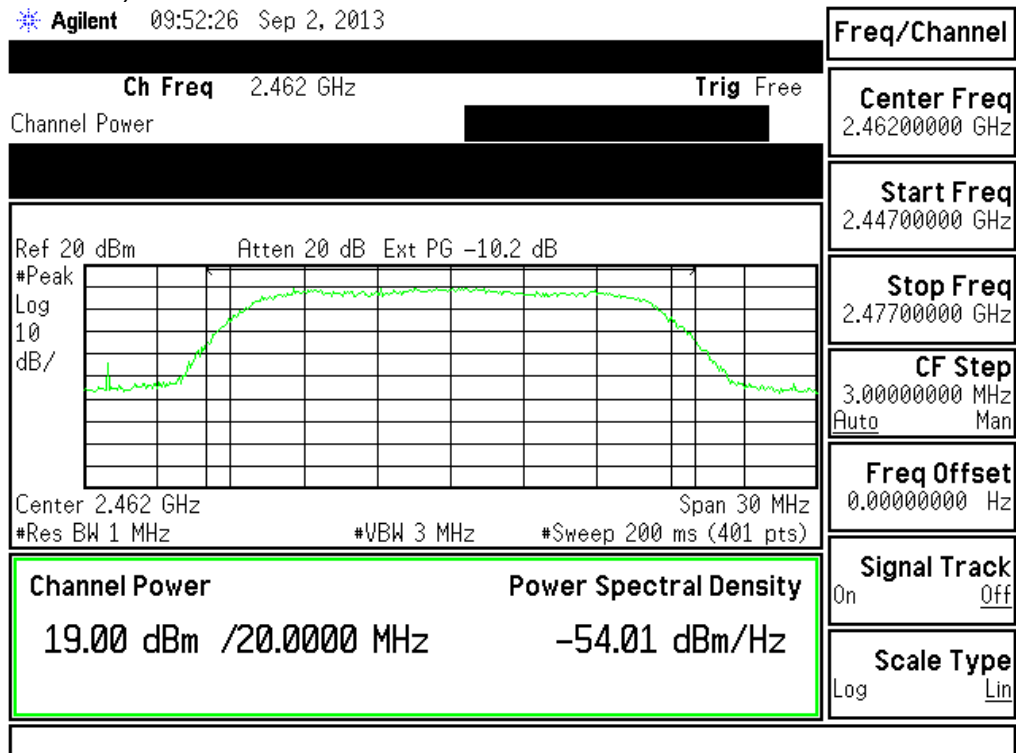 Agilent 09:52:26 Sep 2, 2013
Ch Freq 2.462 GHz Trig Free
Channel Power
Ref 20 dBm Atten 20 dB Ext PG -10.2 dB
#Peak
Log
10
dB/
Center 2.462 GHz Span 30 MHz
#Res BW 1 MHz #VBW 3 MHz #Sweep 200 ms (401 pts)
Channel Power Power Spectral Density
19.00 dBm /20.0000 MHz -54.01 dBm/Hz
Freq/Channel
Center Freq
2.46200000 GHz
Start Freq
2.44700000 GHz
Stop Freq
2.47700000 GHz
CF Step
3.00000000 MHz
Auto Man
Freq Offset
0.00000000 Hz
Signal Track
On Off
Scale Type
Log Lin